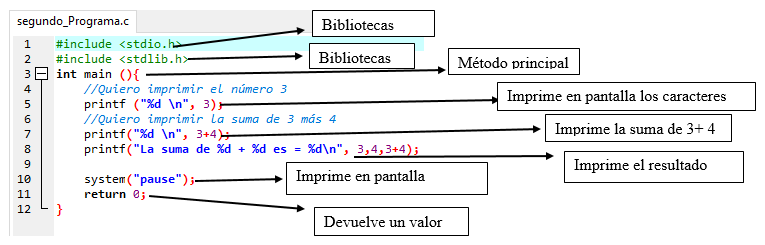 segundo_Programa.c
1 #include <stdio.h> Bibliotecas
2 #include <stdlib.h> Bibliotecas
3 int main (){ Método principal
4 //Quiero imprimir el número 3
5 printf ("%d \n", 3); Imprime en pantalla los caracteres
6 //Quiero imprimir la suma de 3 más 4
7 printf("%d \n", 3+4); Imprime la suma de 3+ 4
8 printf("La suma de %d + %d es = %d\n", 3,4,3+4); Imprime el resultado
9
10 system("pause"); Imprime en pantalla
11 return 0; Devuelve un valor
12 }